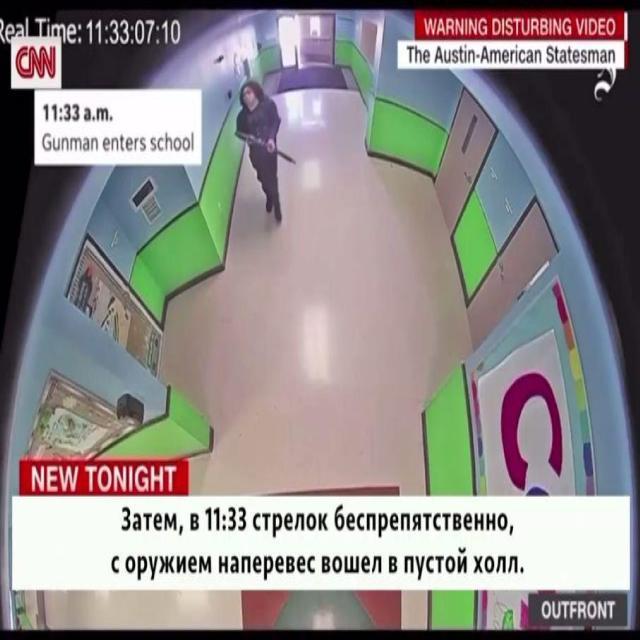 Real Time: 11:33:07:10
CNN
WARNING DISTURBING VIDEO
The Austin-American Statesman
11:33 a.m.
Gunman enters school
NEW TONIGHT
Затем, в 11:33 стрелок беспрепятственно,
с оружием наперевес вошел в пустой холл.
OUTFRONT